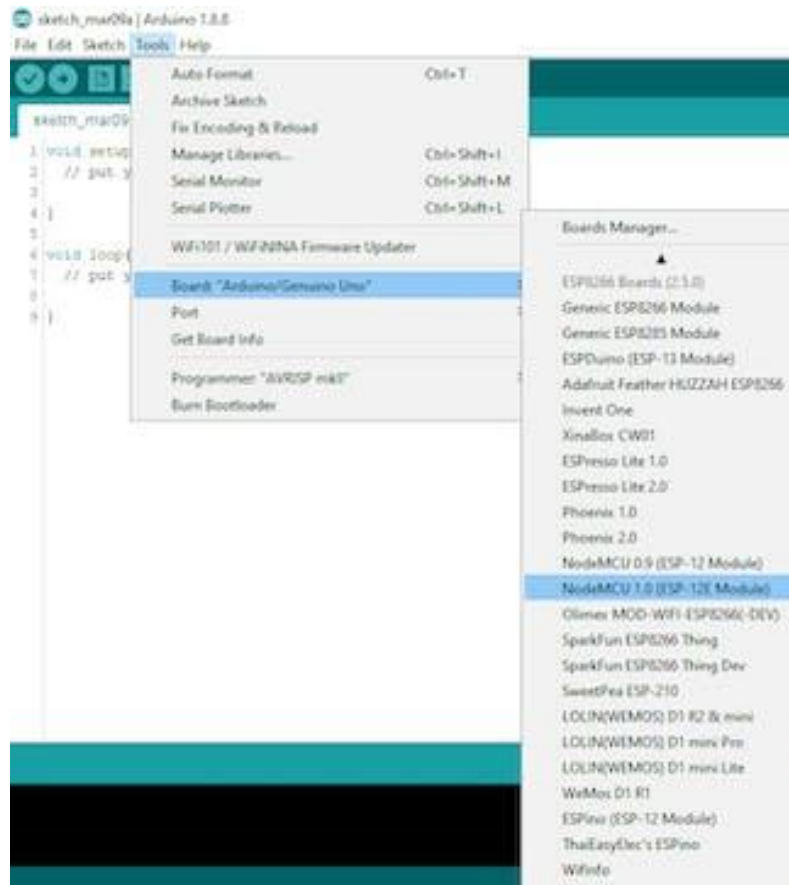 sketch_mar09a | Arduino 1.8.8
File Edit Sketch Tools Help
sketch_mar09
1 void setup
2 // put y
3
4 }
5
6 void loop(
7 // put y
8
9 }
Auto Format Ctrl+T
Archive Sketch
Fix Encoding & Reload
Manage Libraries... Ctrl+Shift+I
Serial Monitor Ctrl+Shift+M
Serial Plotter Ctrl+Shift+L
WiFi101 / WiFiNINA Firmware Updater
Board: "Arduino/Genuino Uno"
Port
Get Board Info
Programmer: "AVRISP mkII"
Burn Bootloader
Boards Manager...
ESP8266 Boards (2.5.0)
Generic ESP8266 Module
Generic ESP8285 Module
ESPDuino (ESP-13 Module)
Adafruit Feather HUZZAH ESP8266
Invent One
XinaBox CW01
ESPresso Lite 1.0
ESPresso Lite 2.0
Phoenix 1.0
Phoenix 2.0
NodeMCU 0.9 (ESP-12 Module)
NodeMCU 1.0 (ESP-12E Module)
Olimex MOD-WIFI-ESP8266(-DEV)
SparkFun ESP8266 Thing
SparkFun ESP8266 Thing Dev
SweetPea ESP-210
LOLIN(WEMOS) D1 R2 & mini
LOLIN(WEMOS) D1 mini Pro
LOLIN(WEMOS) D1 mini Lite
WeMos D1 R1
ESPino (ESP-12 Module)
ThaiEasyElec's ESPino
WifInfo